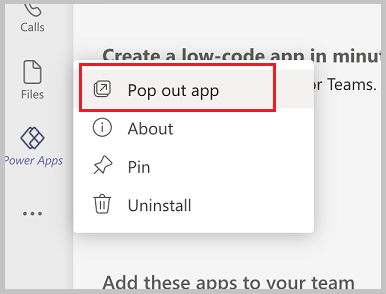 Calls
Create a low-code app in minut
Pop out app
or Teams.
Files
About
Power Apps
Pin
Uninstall
Add these apps to your team